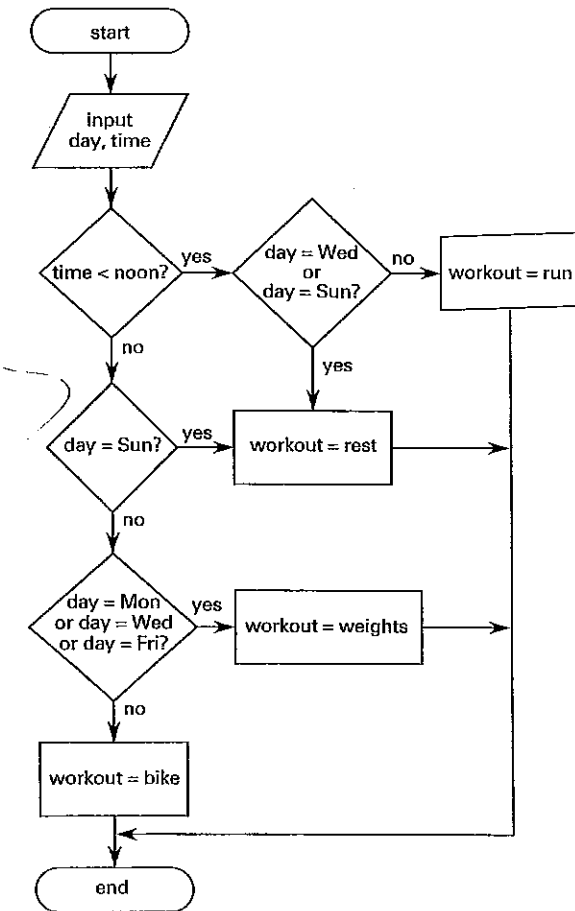 start
input
day, time
time < noon?
yes
day = Wed
or
day = Sun?
no
workout = run
no
yes
day = Sun?
yes
workout = rest
no
day = Mon
or day = Wed
or day = Fri?
yes
workout = weights
no
workout = bike
end